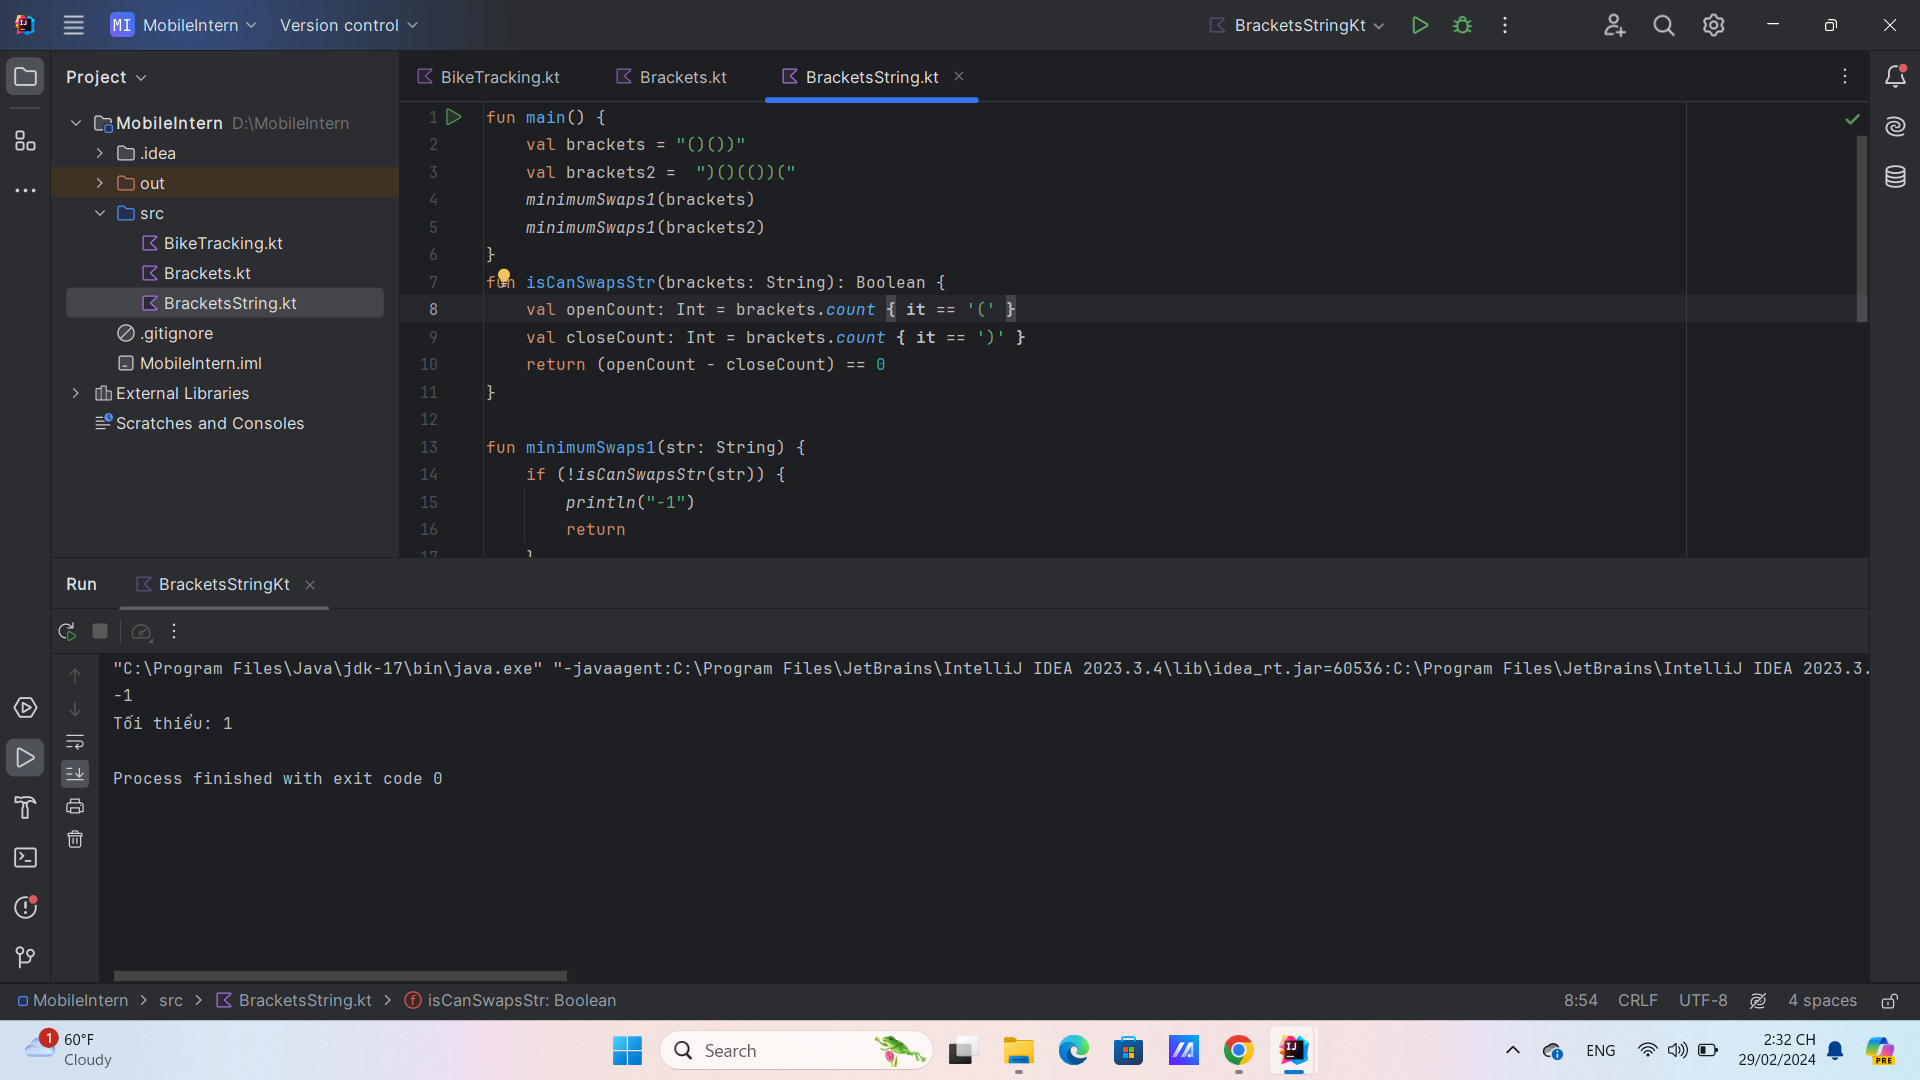 MI MobileIntern Version control BracketsStringKt
Project BikeTracking.kt Brackets.kt BracketsString.kt
MobileIntern D:\MobileIntern
.idea
out
src
BikeTracking.kt
Brackets.kt
BracketsString.kt
.gitignore
MobileIntern.iml
External Libraries
Scratches and Consoles
1 fun main() {
2 val brackets = "()())"
3 val brackets2 = ")()(())("
4 minimumSwaps1(brackets)
5 minimumSwaps1(brackets2)
6 }
7 fun isCanSwapsStr(brackets: String): Boolean {
8 val openCount: Int = brackets.count { it == '(' }
9 val closeCount: Int = brackets.count { it == ')' }
10 return (openCount - closeCount) == 0
11 }
12
13 fun minimumSwaps1(str: String) {
14 if (!isCanSwapsStr(str)) {
15 println("-1")
16 return
17 }
Run BracketsStringKt
"C:\Program Files\Java\jdk-17\bin\java.exe" "-javaagent:C:\Program Files\JetBrains\IntelliJ IDEA 2023.3.4\lib\idea_rt.jar=60536:C:\Program Files\JetBrains\IntelliJ IDEA 2023.3.
-1
Tối thiểu: 1
Process finished with exit code 0
MobileIntern > src > BracketsString.kt > isCanSwapsStr: Boolean 8:54 CRLF UTF-8 4 spaces
1 60°F
Cloudy
Search
ENG
2:32 CH
29/02/2024
PRE